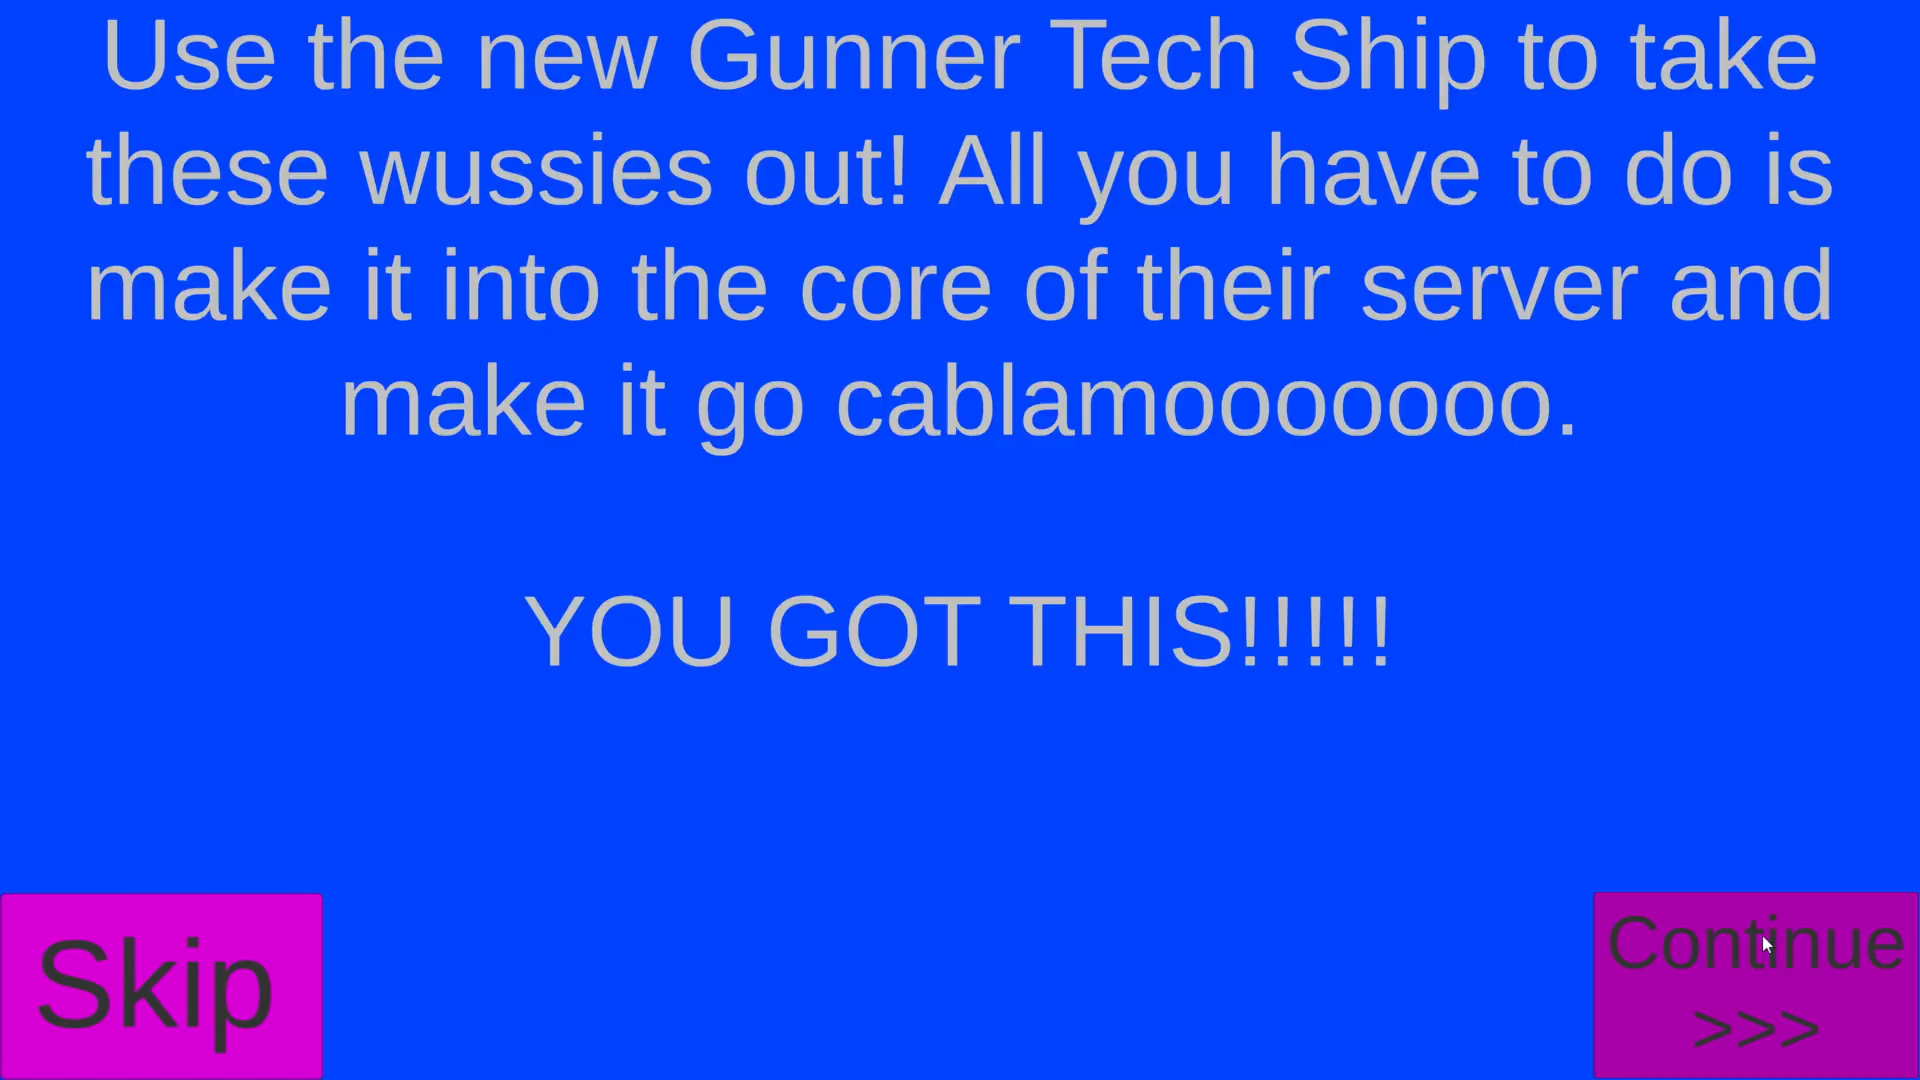 Use the new Gunner Tech Ship to take
these wussies out! All you have to do is
make it into the core of their server and
make it go cablamooooooo.
YOU GOT THIS!!!!!
Skip
Continue
>>>